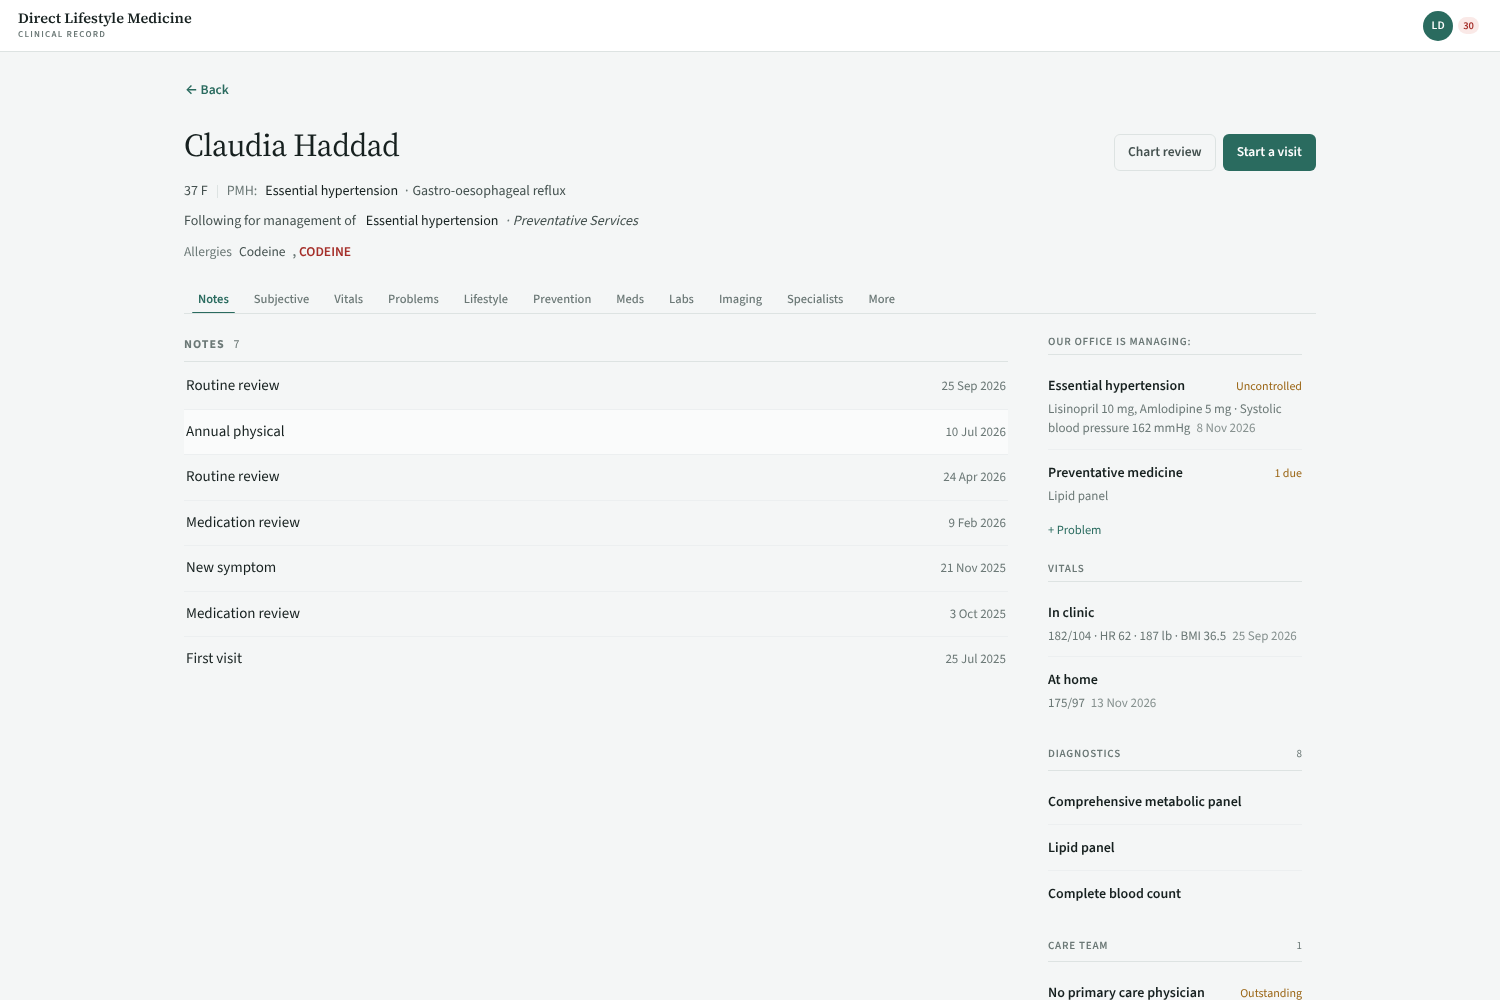 Direct Lifestyle Medicine
CLINICAL RECORD
LD 30
← Back
Claudia Haddad
Chart review
Start a visit
37 F PMH: Essential hypertension · Gastro-oesophageal reflux
Following for management of Essential hypertension · Preventative Services
Allergies Codeine , CODEINE
Notes Subjective Vitals Problems Lifestyle Prevention Meds Labs Imaging Specialists More
NOTES 7
Routine review 25 Sep 2026
Annual physical 10 Jul 2026
Routine review 24 Apr 2026
Medication review 9 Feb 2026
New symptom 21 Nov 2025
Medication review 3 Oct 2025
First visit 25 Jul 2025
OUR OFFICE IS MANAGING:
Essential hypertension Uncontrolled
Lisinopril 10 mg, Amlodipine 5 mg · Systolic
blood pressure 162 mmHg 8 Nov 2026
Preventative medicine 1 due
Lipid panel
+ Problem
VITALS
In clinic
182/104 · HR 62 · 187 lb · BMI 36.5 25 Sep 2026
At home
175/97 13 Nov 2026
DIAGNOSTICS 8
Comprehensive metabolic panel
Lipid panel
Complete blood count
CARE TEAM 1
No primary care physician Outstanding